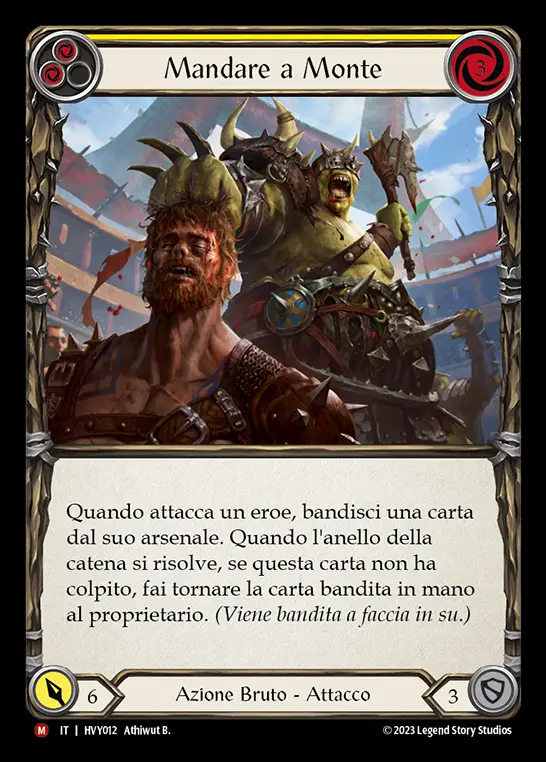 Mandare a Monte
3
Quando attacca un eroe, bandisci una carta
dal suo arsenale. Quando l'anello della
catena si risolve, se questa carta non ha
colpito, fai tornare la carta bandita in mano
al proprietario. (Viene bandita a faccia in su.)
6
Azione Bruto - Attacco
3
M IT | HVY012 Athiwut B.
© 2023 Legend Story Studios